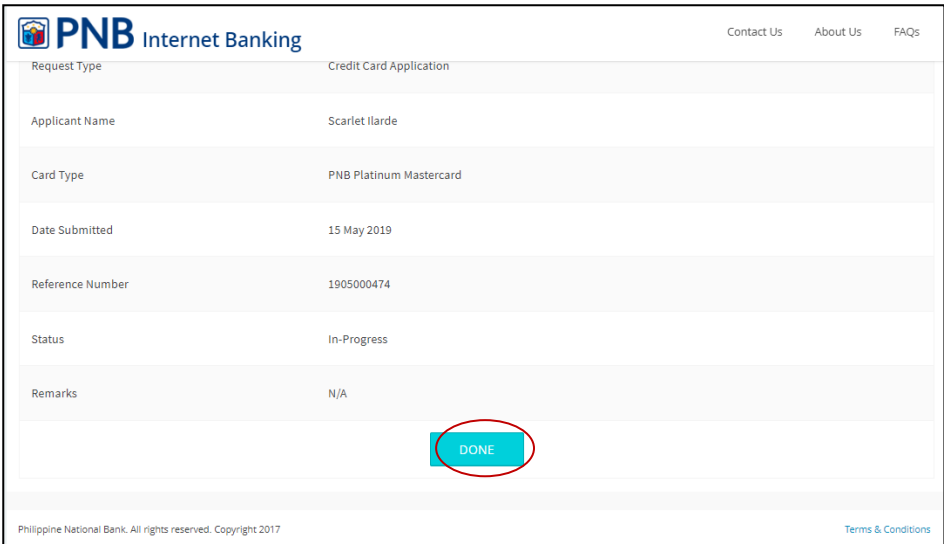 PNB Internet Banking
Contact Us About Us FAQs
Request Type Credit Card Application
Applicant Name Scarlet Ilarde
Card Type PNB Platinum Mastercard
Date Submitted 15 May 2019
Reference Number 1905000474
Status In-Progress
Remarks N/A
DONE
Philippine National Bank. All rights reserved. Copyright 2017 Terms & Conditions